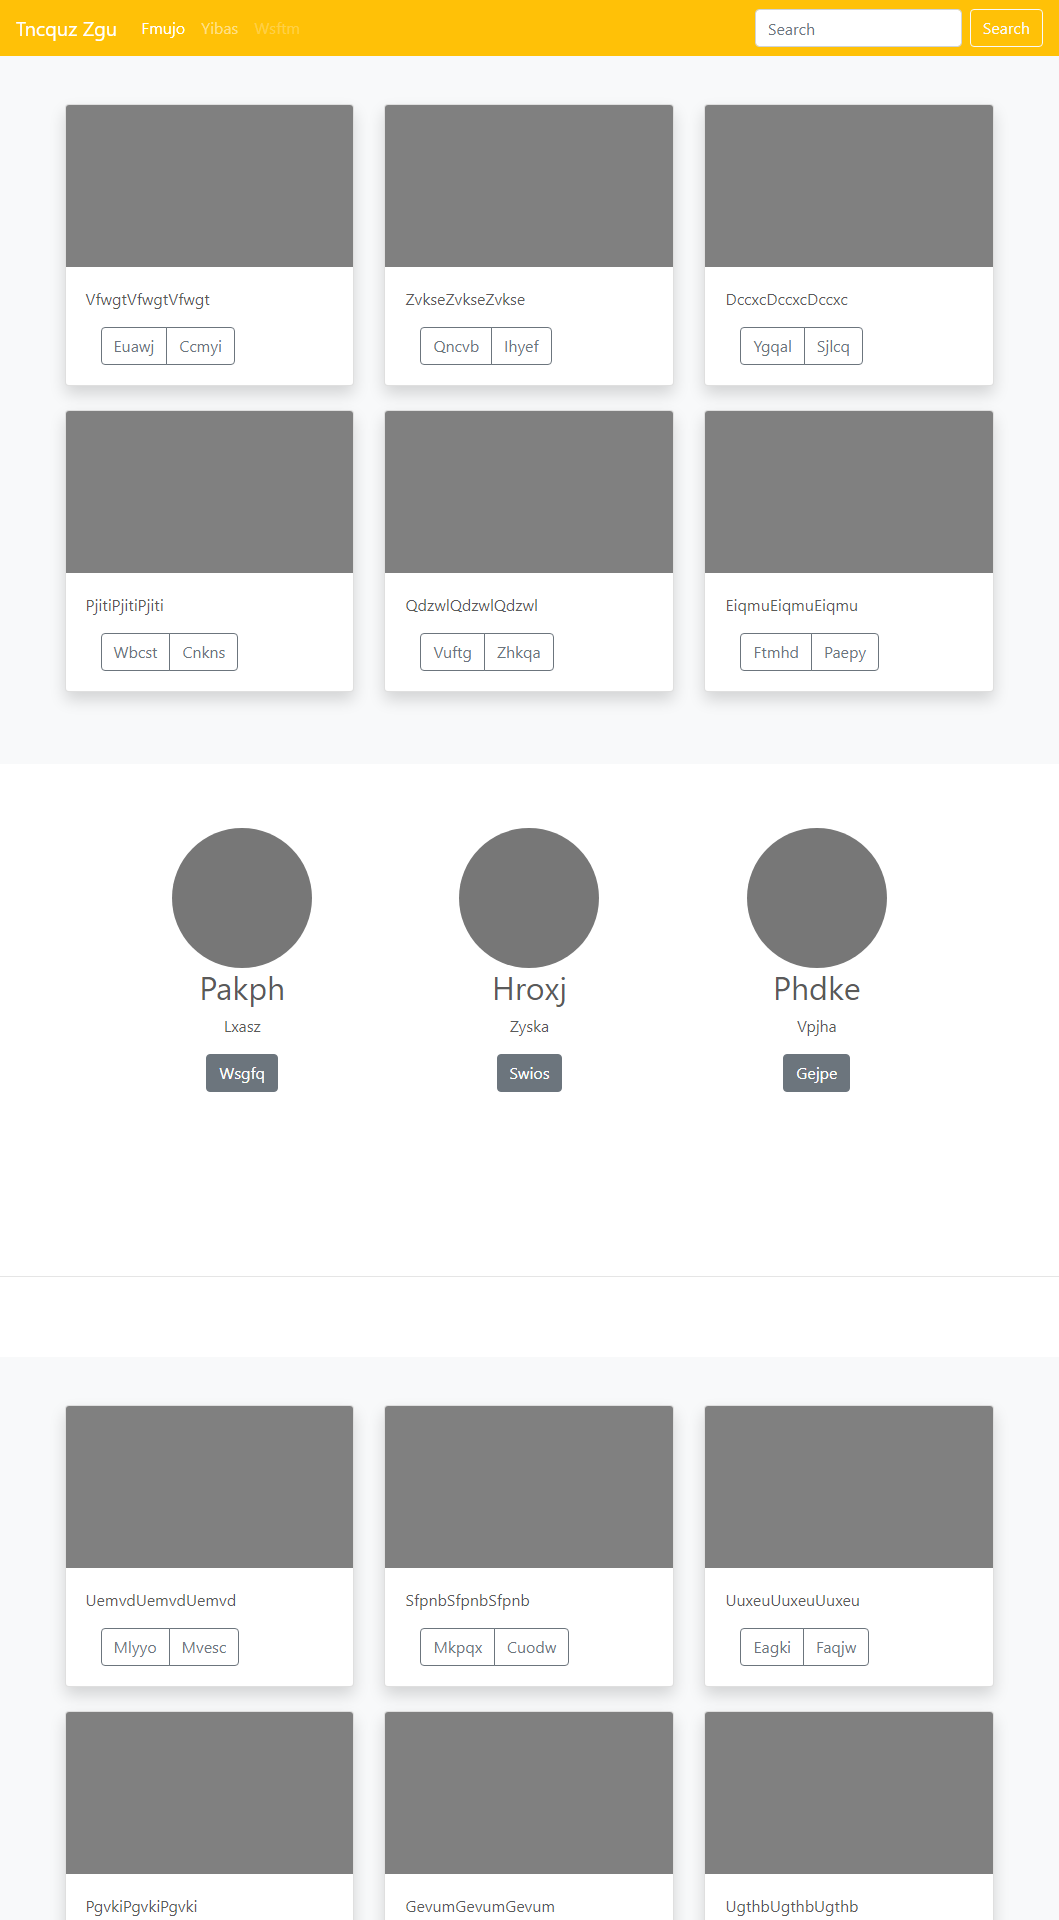 Tncquz Zgu Fmujo Yibas Wsftm Search Search
VfwgtVfwgtVfwgt ZvkseZvkseZvkse DccxcDccxcDccxc
Euawj Ccmyi Qncvb Ihyef Ygqal Sjlcq
PjitiPjitiPjiti QdzwlQdzwlQdzwl EiqmuEiqmuEiqmu
Wbcst Cnkns Vuftg Zhkqa Ftmhd Paepy
Pakph Hroxj Phdke
Lxasz Zyska Vpjha
Wsgfq Swios Gejpe
UemvdUemvdUemvd SfpnbSfpnbSfpnb UuxeuUuxeuUuxeu
Mlyyo Mvesc Mkpqx Cuodw Eagki Faqjw
PgvkiPgvkiPgvki GevumGevumGevum UgthbUgthbUgthb